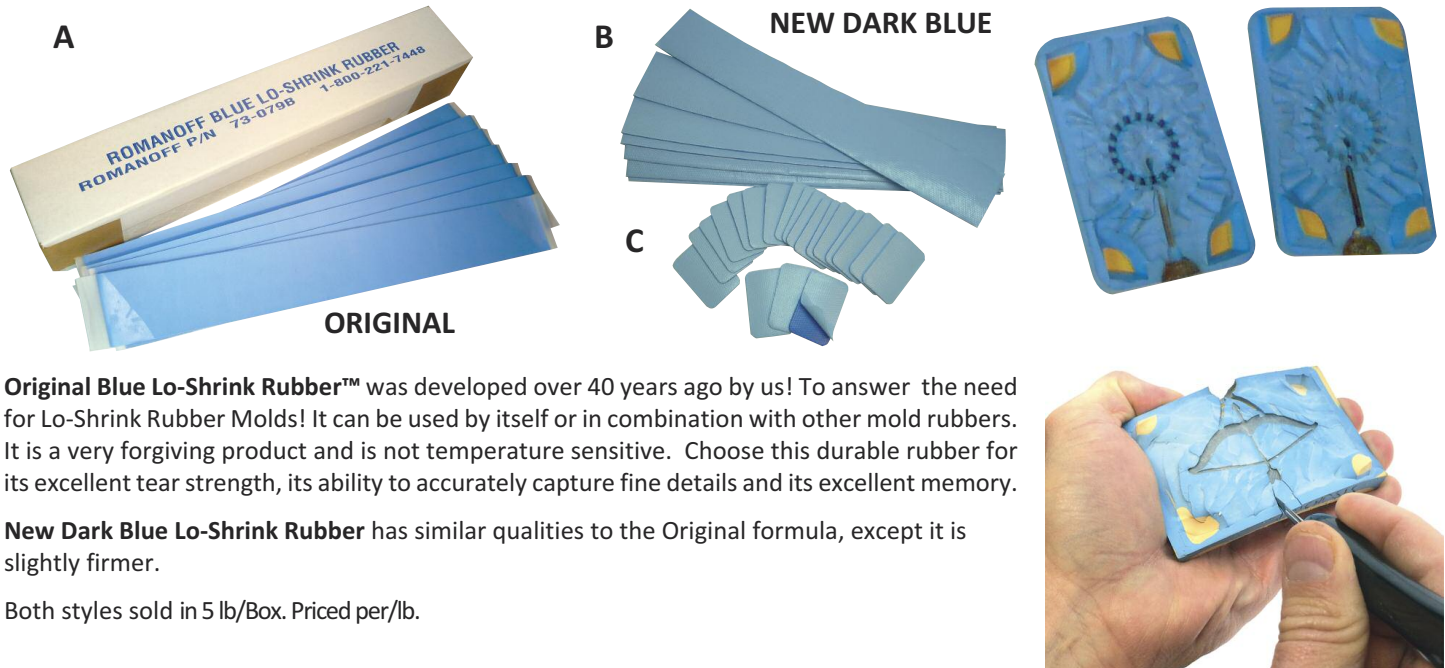 A
ROMANOFF BLUE LO-SHRINK RUBBER
ROMANOFF P/N 73-079B 1-800-221-7448
ORIGINAL
B
NEW DARK BLUE
C
Original Blue Lo-Shrink Rubber™ was developed over 40 years ago by us! To answer the need
for Lo-Shrink Rubber Molds! It can be used by itself or in combination with other mold rubbers.
It is a very forgiving product and is not temperature sensitive. Choose this durable rubber for
its excellent tear strength, its ability to accurately capture fine details and its excellent memory.
New Dark Blue Lo-Shrink Rubber has similar qualities to the Original formula, except it is
slightly firmer.
Both styles sold in 5 lb/Box. Priced per/lb.